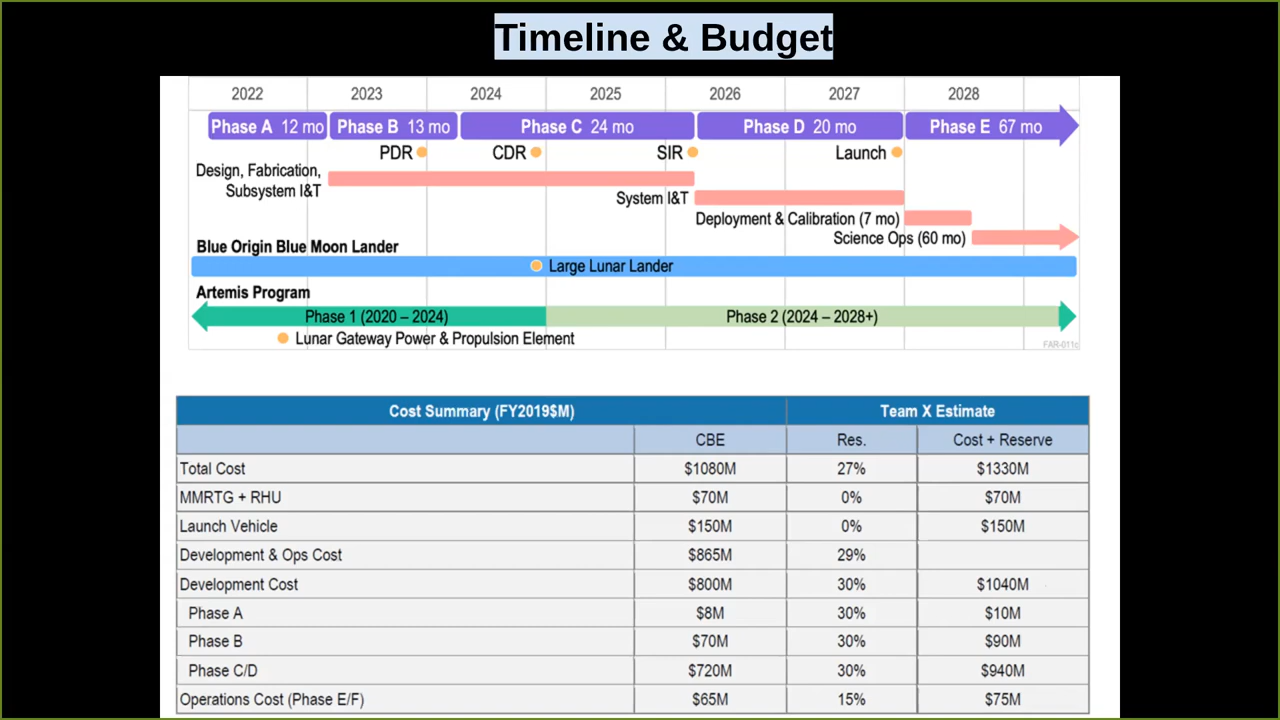 Timeline & Budget
2022 2023 2024 2025 2026 2027 2028
Phase A 12 mo Phase B 13 mo Phase C 24 mo Phase D 20 mo Phase E 67 mo
PDR CDR SIR Launch
Design, Fabrication,
Subsystem I&T
System I&T
Deployment & Calibration (7 mo)
Science Ops (60 mo)
Blue Origin Blue Moon Lander
Large Lunar Lander
Artemis Program
Phase 1 (2020 – 2024) Phase 2 (2024 – 2028+)
Lunar Gateway Power & Propulsion Element
FAR-011c
Cost Summary (FY2019$M) Team X Estimate
CBE Res. Cost + Reserve
Total Cost $1080M 27% $1330M
MMRTG + RHU $70M 0% $70M
Launch Vehicle $150M 0% $150M
Development & Ops Cost $865M 29%
Development Cost $800M 30% $1040M
Phase A $8M 30% $10M
Phase B $70M 30% $90M
Phase C/D $720M 30% $940M
Operations Cost (Phase E/F) $65M 15% $75M